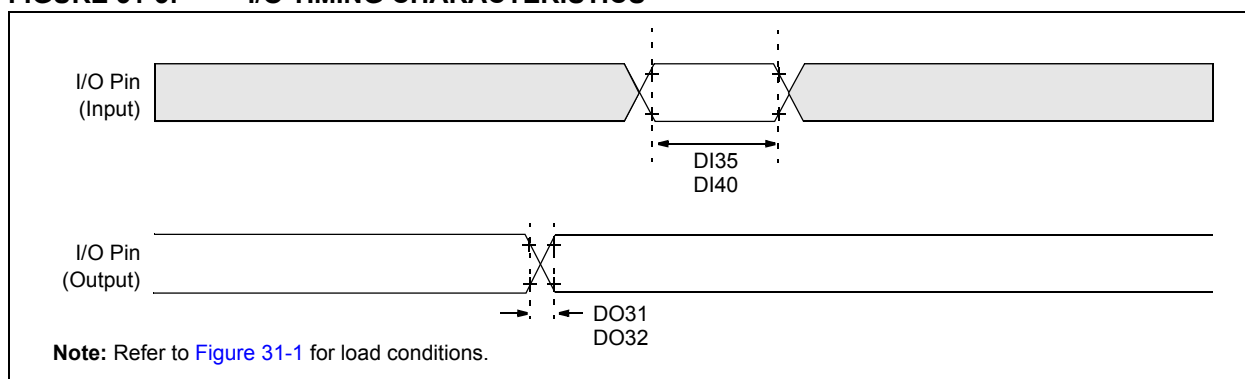 I/O Pin
(Input)
DI35
DI40
I/O Pin
(Output)
DO31
DO32
Note: Refer to Figure 31-1 for load conditions.